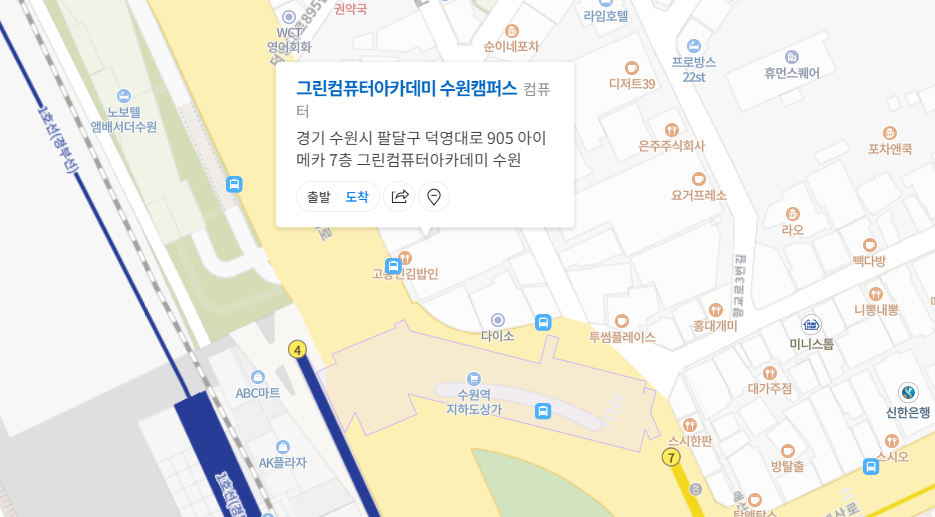 권약국
WCT
영어회화
라임호텔
순이네포차
프로방스
22st
휴먼스퀘어
디저트39
노보텔
앰배서더수원
1호선(경부선)
그린컴퓨터아카데미 수원캠퍼스 컴퓨
터
경기 수원시 팔달구 덕영대로 905 아이
메카 7층 그린컴퓨터아카데미 수원
출발 도착
은주주식회사
포차앤쿡
요거프레소
라오
빽다방
향교로3번길
니뽕내뽕
홍대개미
미니스톱
다이소
투썸플레이스
4
ABC마트
수원역
지하도상가
대가주점
신한은행
AK플라자
스시한판
7
방탈출
스시오